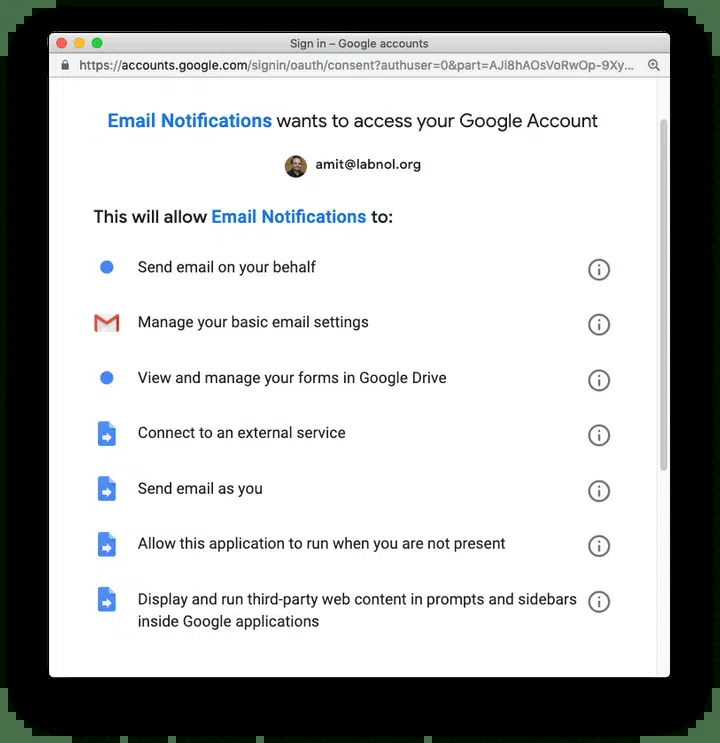 Sign in – Google accounts
https://accounts.google.com/signin/oauth/consent?authuser=0&part=AJi8hAOsVoRwOp-9Xy...
Email Notifications wants to access your Google Account
amit@labnol.org
This will allow Email Notifications to:
Send email on your behalf
Manage your basic email settings
View and manage your forms in Google Drive
Connect to an external service
Send email as you
Allow this application to run when you are not present
Display and run third-party web content in prompts and sidebars
inside Google applications